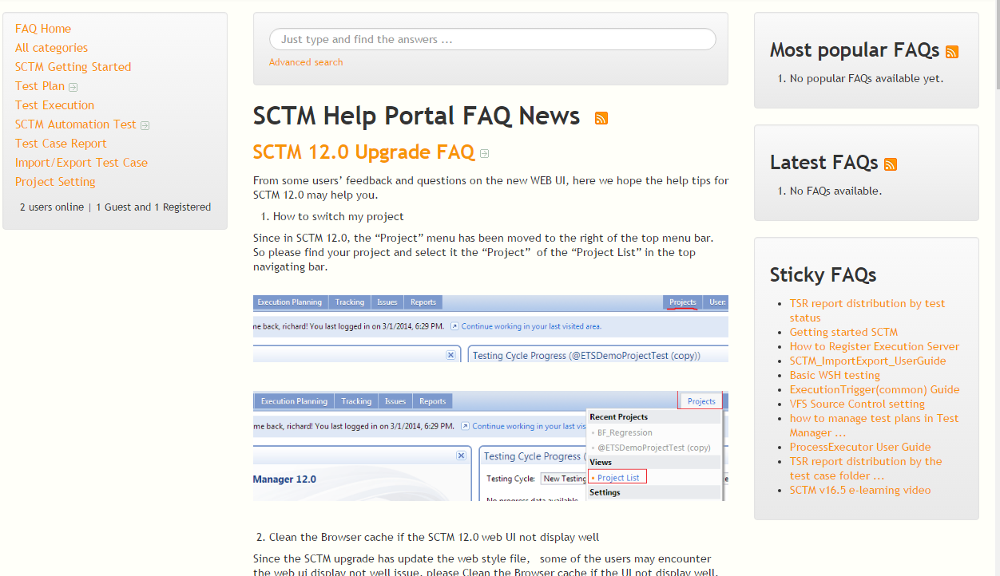 FAQ Home
All categories
SCTM Getting Started
Test Plan
Test Execution
SCTM Automation Test
Test Case Report
Import/Export Test Case
Project Setting
2 users online | 1 Guest and 1 Registered
Just type and find the answers ...
Advanced search
SCTM Help Portal FAQ News
SCTM 12.0 Upgrade FAQ
From some users’ feedback and questions on the new WEB UI, here we hope the help tips for
SCTM 12.0 may help you.
1. How to switch my project
Since in SCTM 12.0, the “Project” menu has been moved to the right of the top menu bar.
So please find your project and select it the “Project”  of the “Project List” in the top
navigating bar.
Execution Planning Tracking Issues Reports Projects User:
me back, richard! You last logged in on 3/1/2014, 6:29 PM. Continue working in your last visited area.
Testing Cycle Progress (@ETSDemoProjectTest (copy))
Execution Planning Tracking Issues Reports Projects
me back, richard! You last logged in on 3/1/2014, 6:29 PM. Continue working in your last vis
Recent Projects
BF_Regression
@ETSDemoProjectTest (copy)
Views
Project List
Settings
Testing Cycle Progress (
Manager 12.0
Testing Cycle: New Testing
No progress data available
2. Clean the Browser cache if the SCTM 12.0 web UI not display well
Since the SCTM upgrade has update the web style file,  some of the users may encounter
the web ui display not well issue, please Clean the Browser cache if the UI not display well.
Most popular FAQs
1. No popular FAQs available yet.
Latest FAQs
1. No FAQs available.
Sticky FAQs
TSR report distribution by test
status
Getting started SCTM
How to Register Execution Server
SCTM_ImportExport_UserGuide
Basic WSH testing
ExecutionTrigger(common) Guide
VFS Source Control setting
how to manage test plans in Test
Manager ...
ProcessExecutor User Guide
TSR report distribution by the
test case folder ...
SCTM v16.5 e-learning video